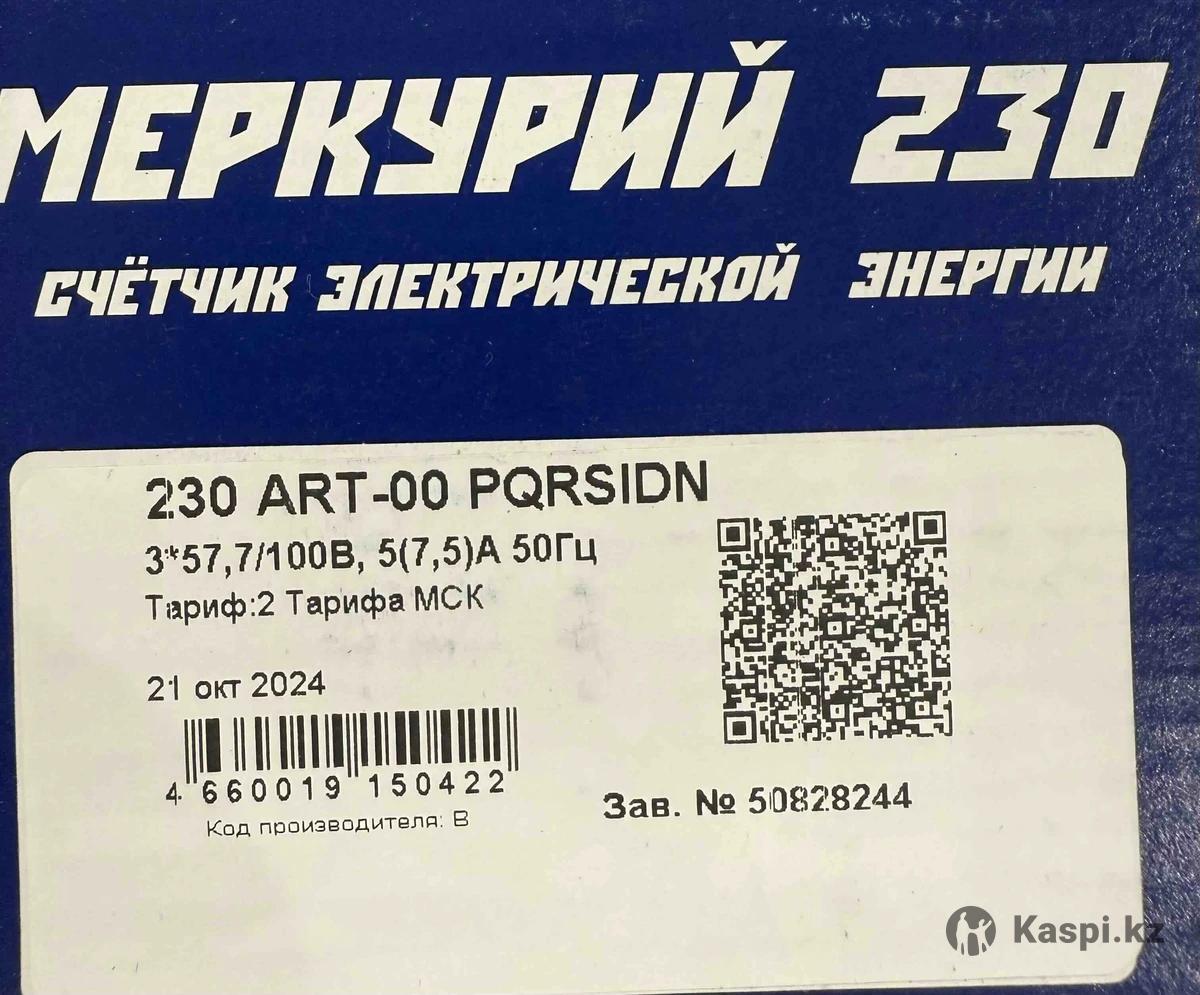 МЕРКУРИЙ 230
СЧЁТЧИК ЭЛЕКТРИЧЕСКОЙ ЭНЕРГИИ
230 ART-00 PQRSIDN
3*57,7/100В, 5(7,5)А 50Гц
Тариф:2 Тарифа МСК
21 окт 2024
4 660019 150422
Код производителя: В
Зав. № 50828244
Kaspi.kz